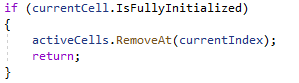 if (currentCell.IsFullyInitialized)
{
    activeCells.RemoveAt(currentIndex);
    return;
}